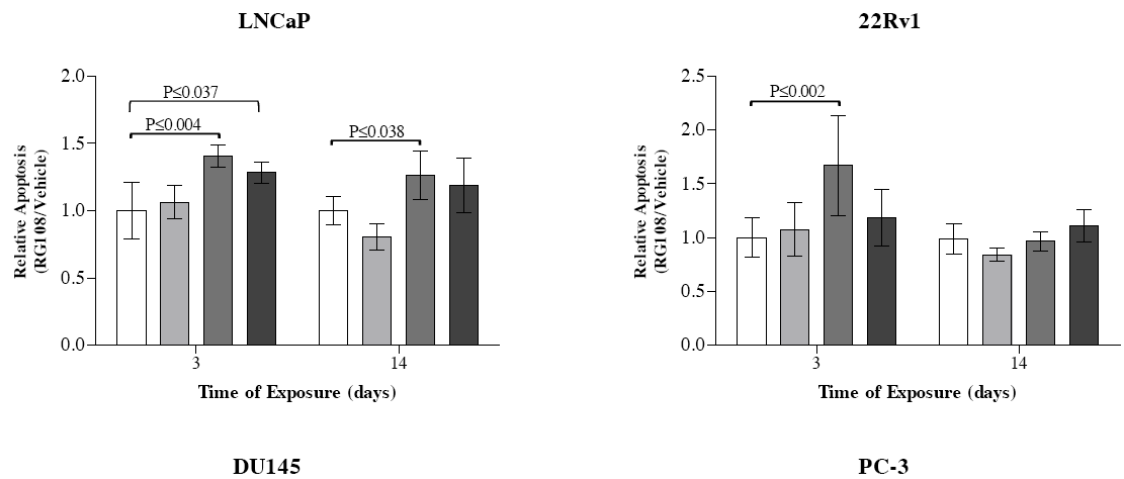 LNCaP
2.0
1.5
1.0
0.5
0.0
Relative Apoptosis
(RG108/Vehicle)
P≤0.037
P≤0.004
P≤0.038
3
14
Time of Exposure (days)
22Rv1
2.5
2.0
1.5
1.0
0.5
0.0
Relative Apoptosis
(RG108/Vehicle)
P≤0.002
3
14
Time of Exposure (days)
DU145
PC-3